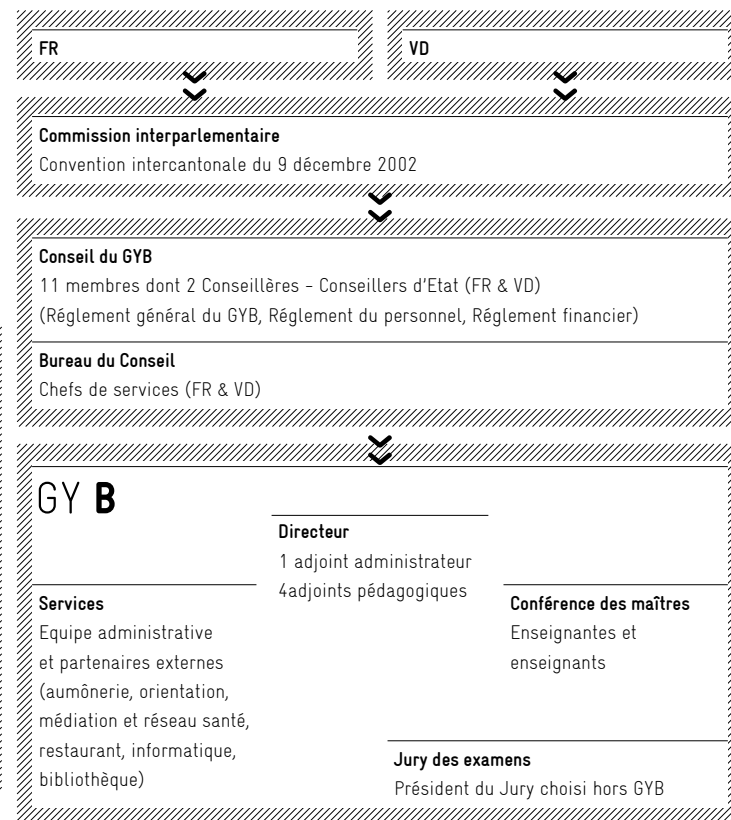 FR
VD
Commission interparlementaire
Convention intercantonale du 9 décembre 2002
Conseil du GYB
11 membres dont 2 Conseillères - Conseillers d'Etat (FR & VD)
(Réglement général du GYB, Réglement du personnel, Réglement financier)
Bureau du Conseil
Chefs de services (FR & VD)
GY B
Directeur
1 adjoint administrateur
4adjoints pédagogiques
Services
Equipe administrative
et partenaires externes
(aumônerie, orientation,
médiation et réseau santé,
restaurant, informatique,
bibliothèque)
Conférence des maîtres
Enseignantes et
enseignants
Jury des examens
Président du Jury choisi hors GYB